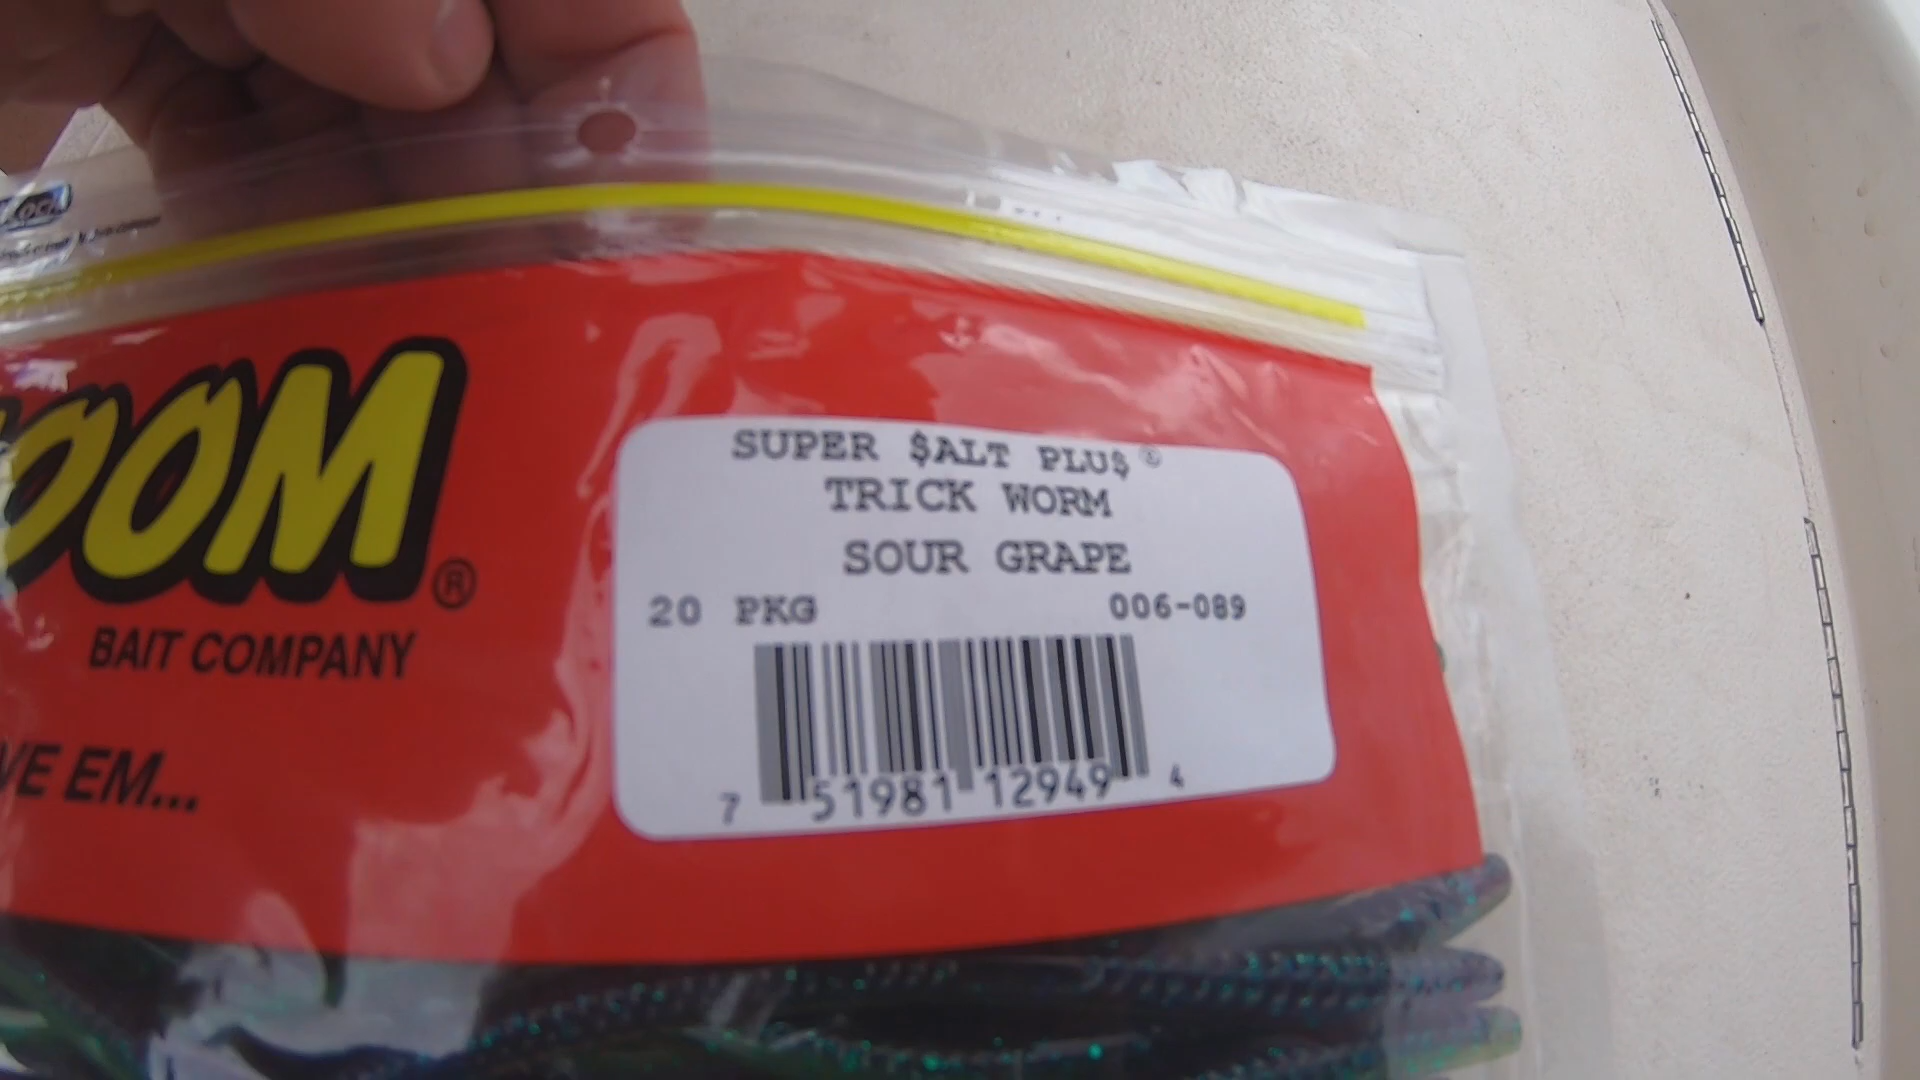 OOM®
BAIT COMPANY
VE EM...
SUPER $ALT PLU$®
TRICK WORM
SOUR GRAPE
20 PKG 006-089
7 51981 12949 4